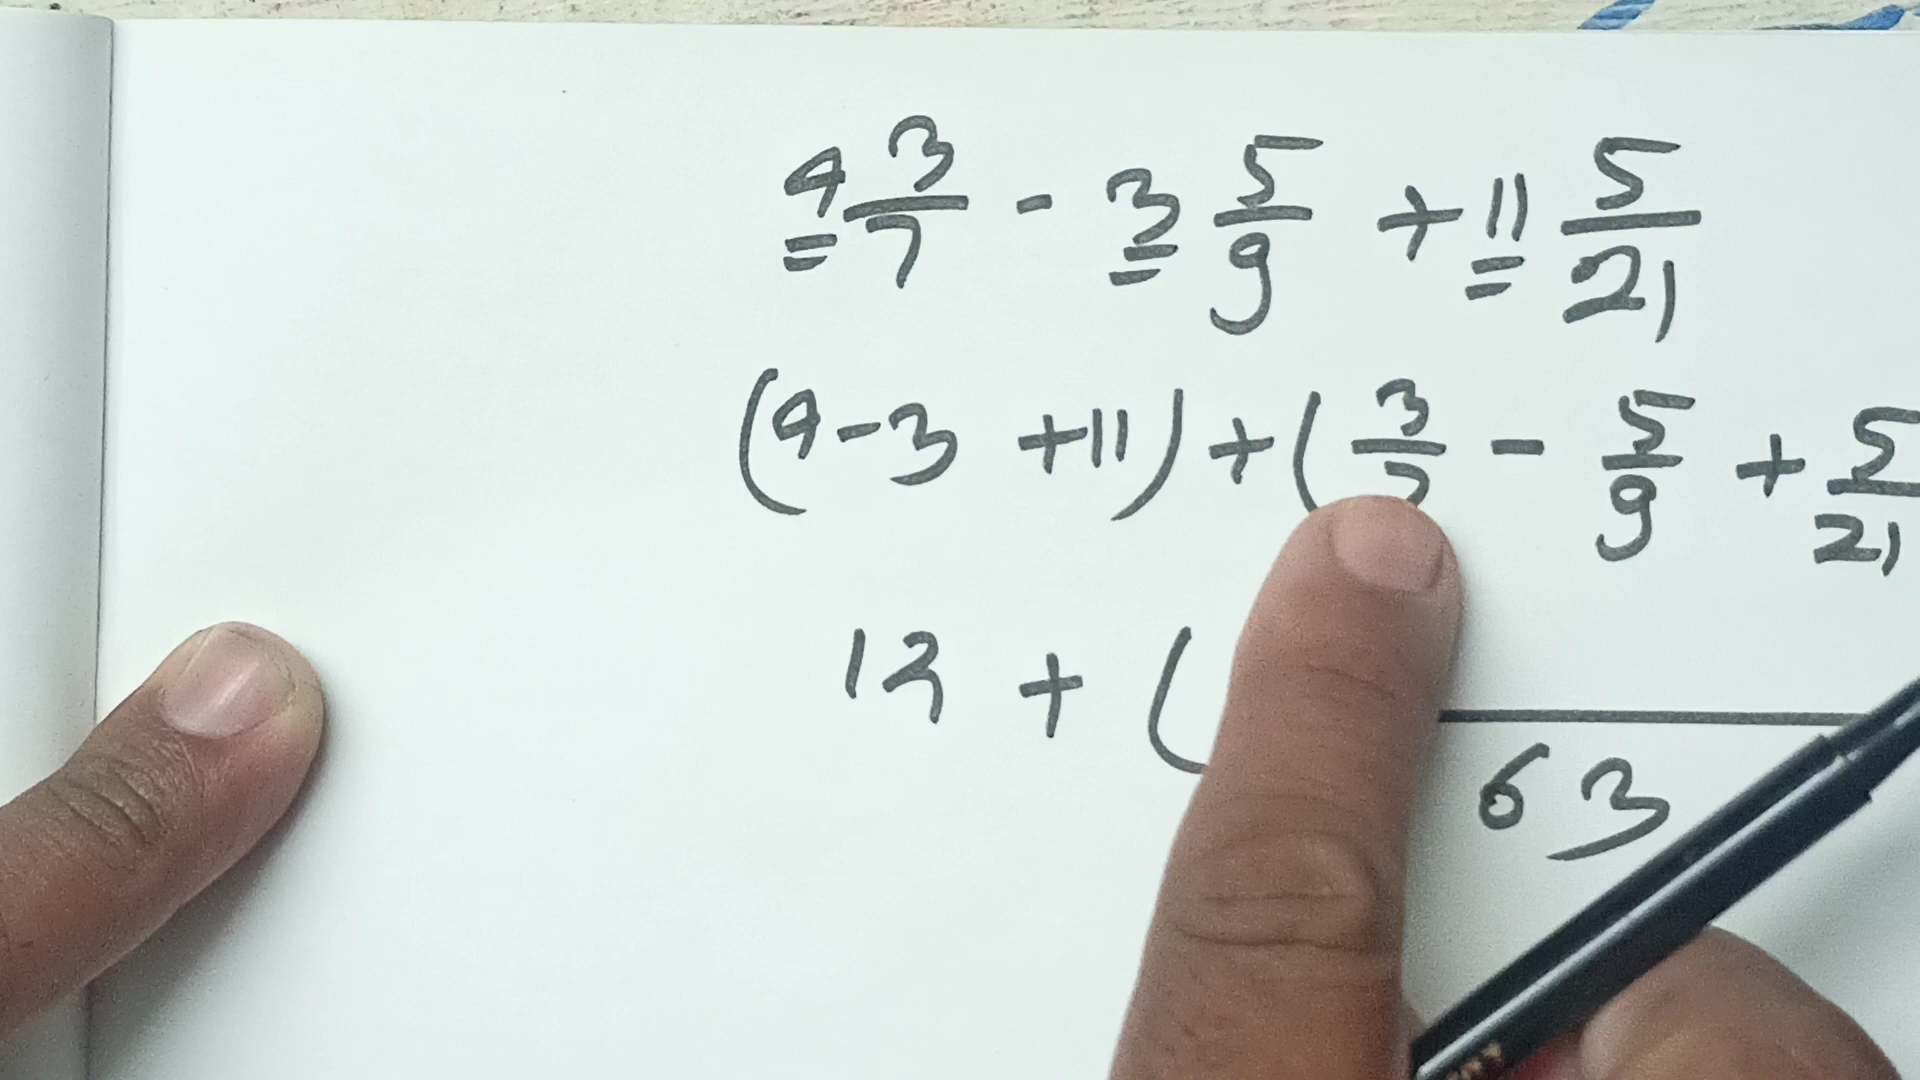 4 3/7 - 3 5/9 + 11 5/21
(4 - 3 + 11) + ( 3/7 - 5/9 + 5/21
12 + ( /63